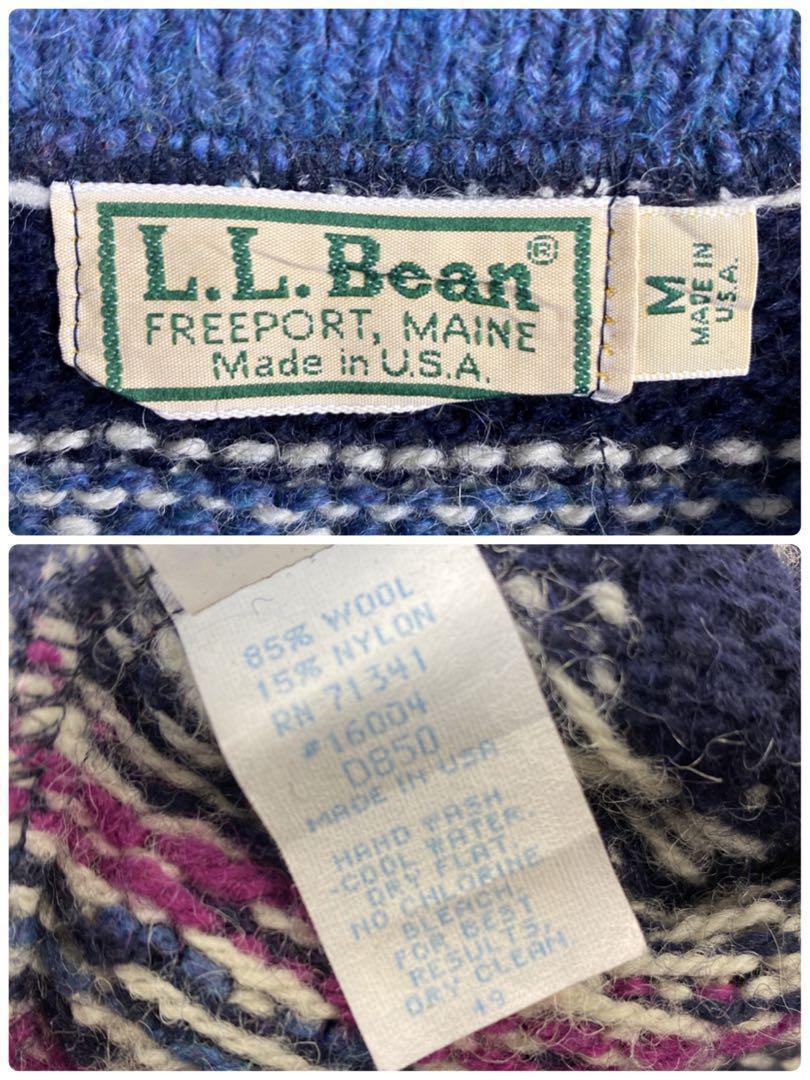 L.L.Bean®
FREEPORT, MAINE
Made in U.S.A.
M
MADE IN
U.S.A.
85% WOOL
15% NYLON
RN 71341
#16004
D850
MADE IN USA
HAND WASH
-COOL WATER.
DRY FLAT
NO CHLORINE
BLEACH.
FOR BEST
RESULTS,
DRY CLEAN.
49